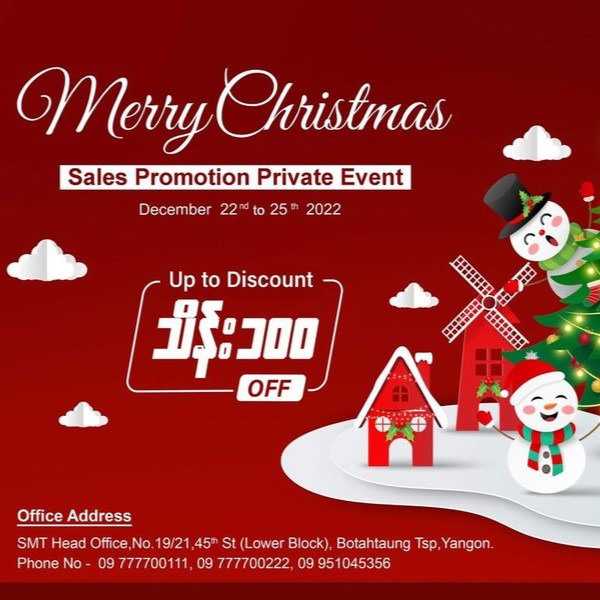 Merry Christmas
Sales Promotion Private Event
December 22nd to 25th 2022
Up to Discount
သိန်း၁၀၀
OFF
Office Address
SMT Head Office,No.19/21,45th St (Lower Block), Botahtaung Tsp,Yangon.
Phone No - 09 777700111, 09 777700222, 09 951045356